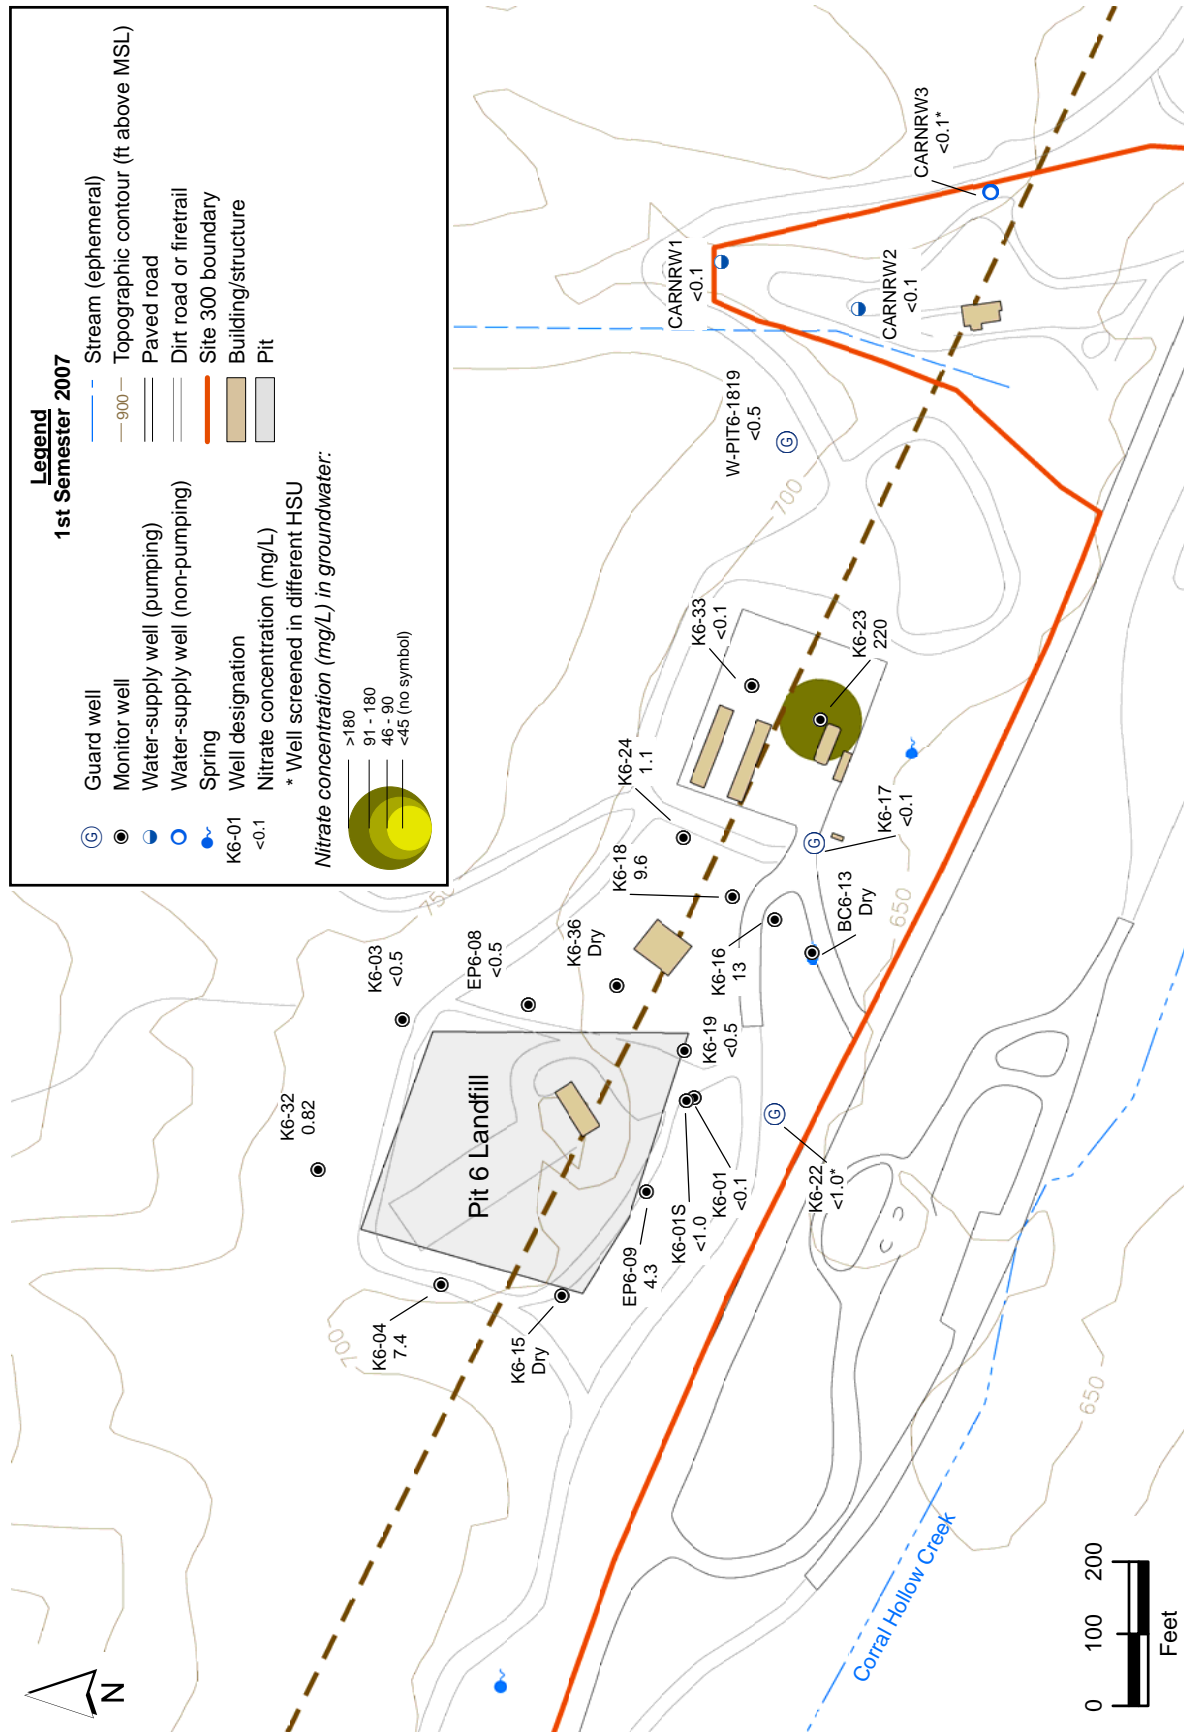 Legend
1st Semester 2007
G Guard well
Monitor well
Water-supply well (pumping)
Water-supply well (non-pumping)
Spring
K6-01 Well designation
<0.1 Nitrate concentration (mg/L)
* Well screened in different HSU
Nitrate concentration (mg/L) in groundwater:
>180
91 - 180
46 - 90
<45 (no symbol)
Stream (ephemeral)
900 Topographic contour (ft above MSL)
Paved road
Dirt road or firetrail
Site 300 boundary
Building/structure
Pit
N
K6-32
0.82
K6-03
<0.5
750
EP6-08
<0.5
K6-36
Dry
K6-04
7.4
700
K6-15
Dry
Pit 6 Landfill
EP6-09
4.3
K6-01S
<1.0
K6-01
<0.1
K6-19
<0.5
K6-22
<1.0*
G
K6-16
13
K6-18
9.6
K6-24
1.1
K6-33
<0.1
K6-23
220
K6-17
<0.1
G
BC6-13
Dry
650
700
W-PIT6-1819
<0.5
G
CARNRW1
<0.1
CARNRW2
<0.1
CARNRW3
<0.1*
650
Corral Hollow Creek
0 100 200
Feet